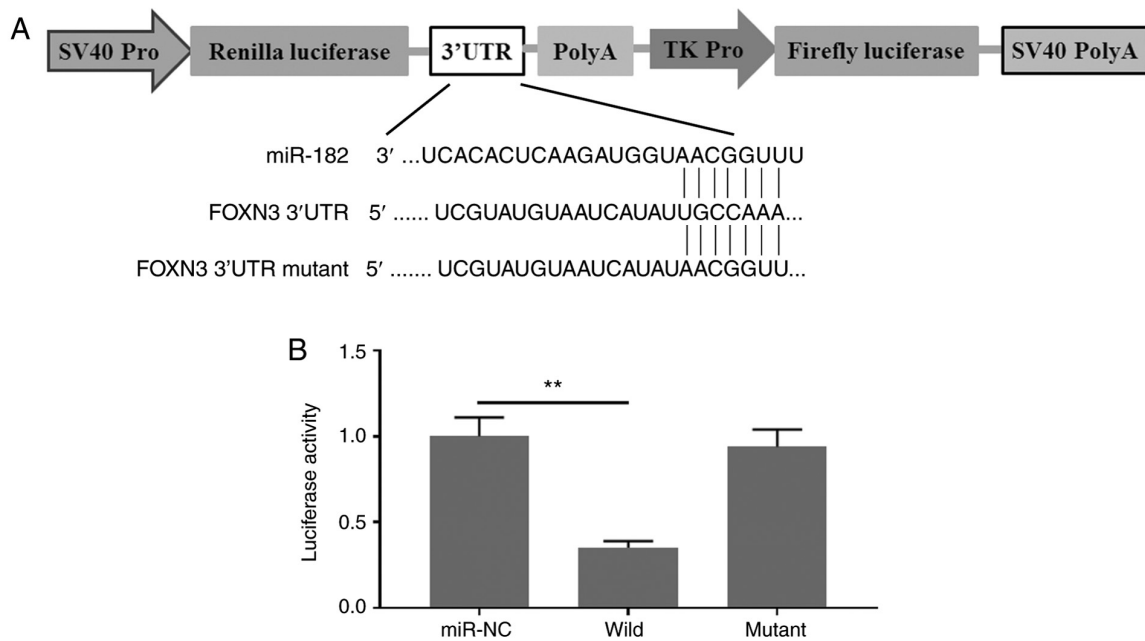 A
SV40 Pro Renilla luciferase 3'UTR PolyA TK Pro Firefly luciferase SV40 PolyA
miR-182 3′ ...UCACACUCAAGAUGGUAACGGUUU
FOXN3 3′UTR 5′ ...... UCGUAUGUAAUCAUAUUGCCAAA...
FOXN3 3′UTR mutant 5′ ....... UCGUAUGUAAUCAUAUAACGGUU...
B
Luciferase activity
1.5
1.0
0.5
0.0
**
miR-NC Wild Mutant